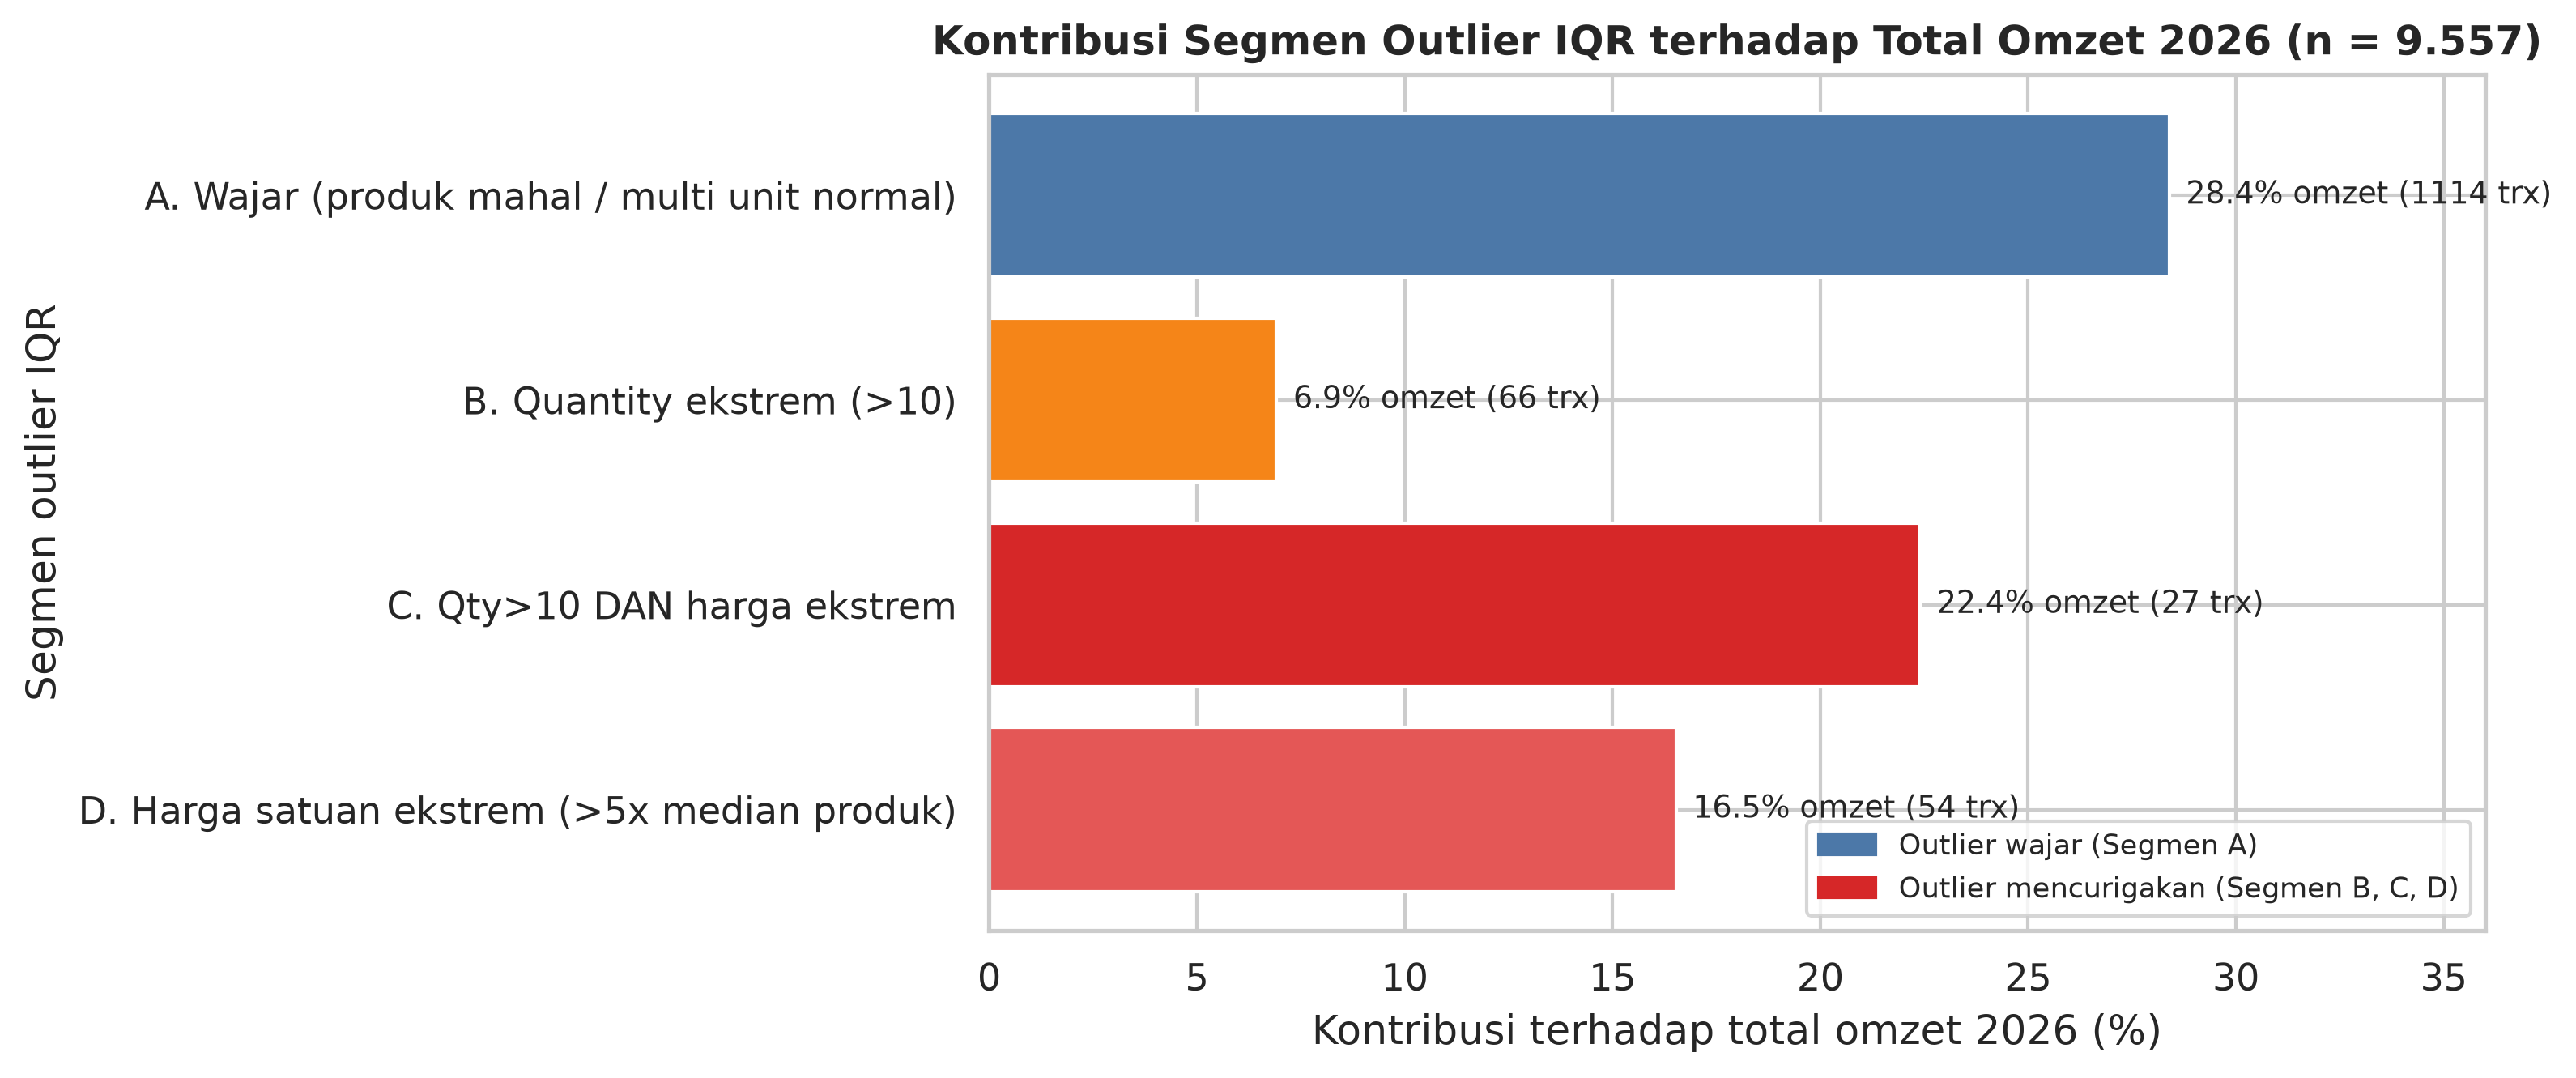 Kontribusi Segmen Outlier IQR terhadap Total Omzet 2026 (n = 9.557)
Segmen outlier IQR
A. Wajar (produk mahal / multi unit normal)
28.4% omzet (1114 trx)
B. Quantity ekstrem (>10)
6.9% omzet (66 trx)
C. Qty>10 DAN harga ekstrem
22.4% omzet (27 trx)
D. Harga satuan ekstrem (>5x median produk)
16.5% omzet (54 trx)
Outlier wajar (Segmen A)
Outlier mencurigakan (Segmen B, C, D)
0 5 10 15 20 25 30 35
Kontribusi terhadap total omzet 2026 (%)